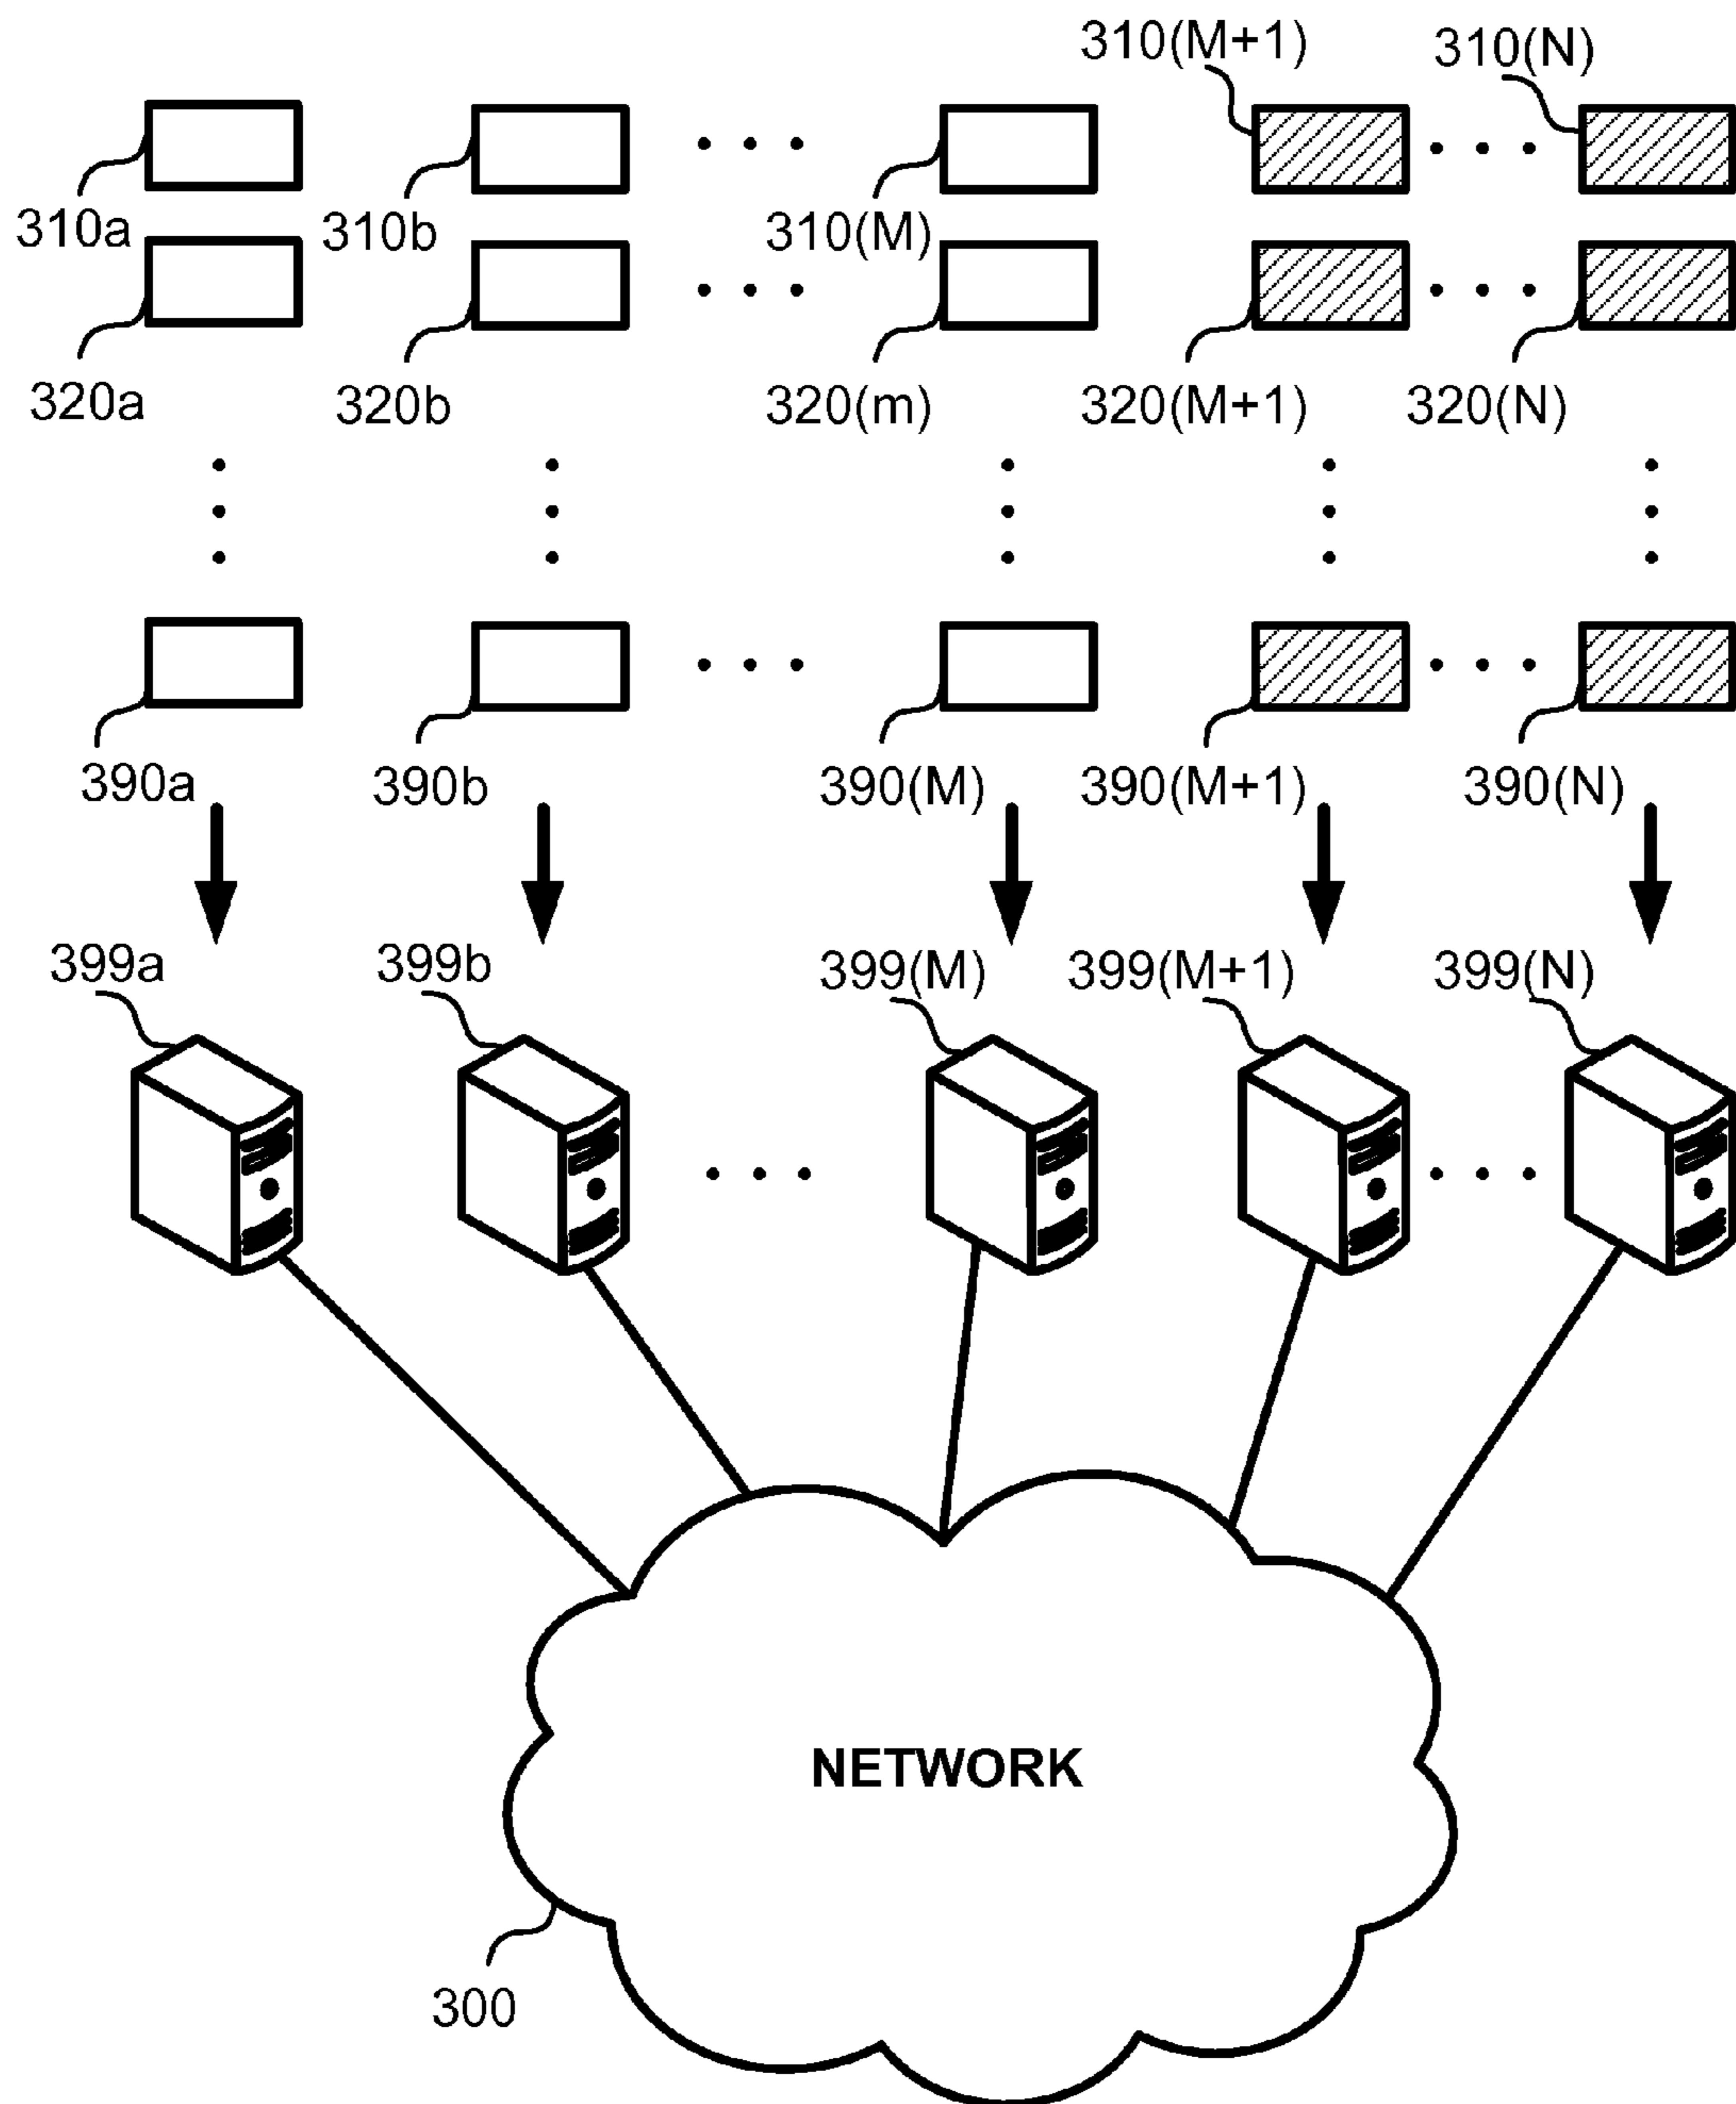 310(M+1) 310(N)
310a 310b 310(M)
320a 320b 320(m) 320(M+1) 320(N)
390a 390b 390(M) 390(M+1) 390(N)
399a 399b 399(M) 399(M+1) 399(N)
NETWORK
300